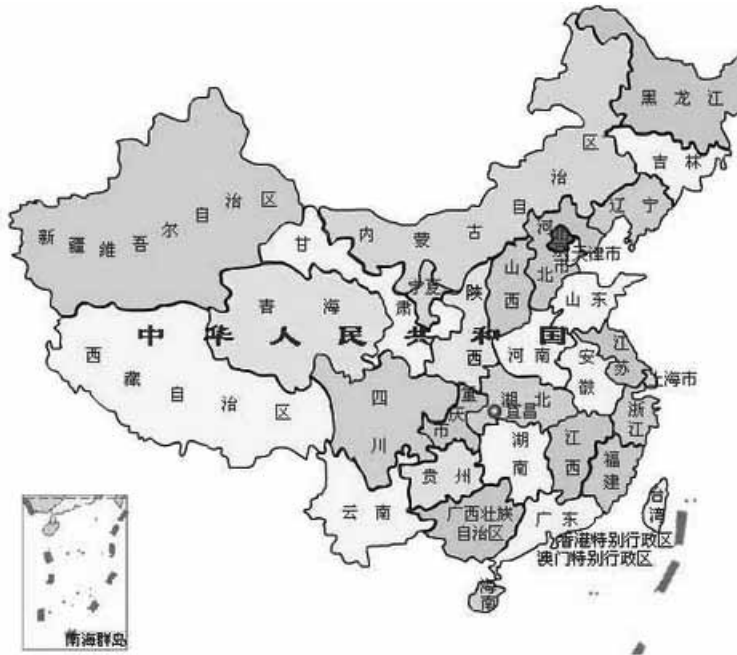 黑龙江
吉林
辽宁
内蒙古自治区
新疆维吾尔自治区
甘肃
宁夏
青海
陕西
山西
河北
市
天津市
山东
中华人民共和国
西藏自治区
河南
江苏
安徽
上海市
四川
重庆市
湖北
宜昌
浙江
湖南
江西
福建
贵州
云南
广西壮族
自治区
广东
台湾
香港特别行政区
澳门特别行政区
海南
南海群岛